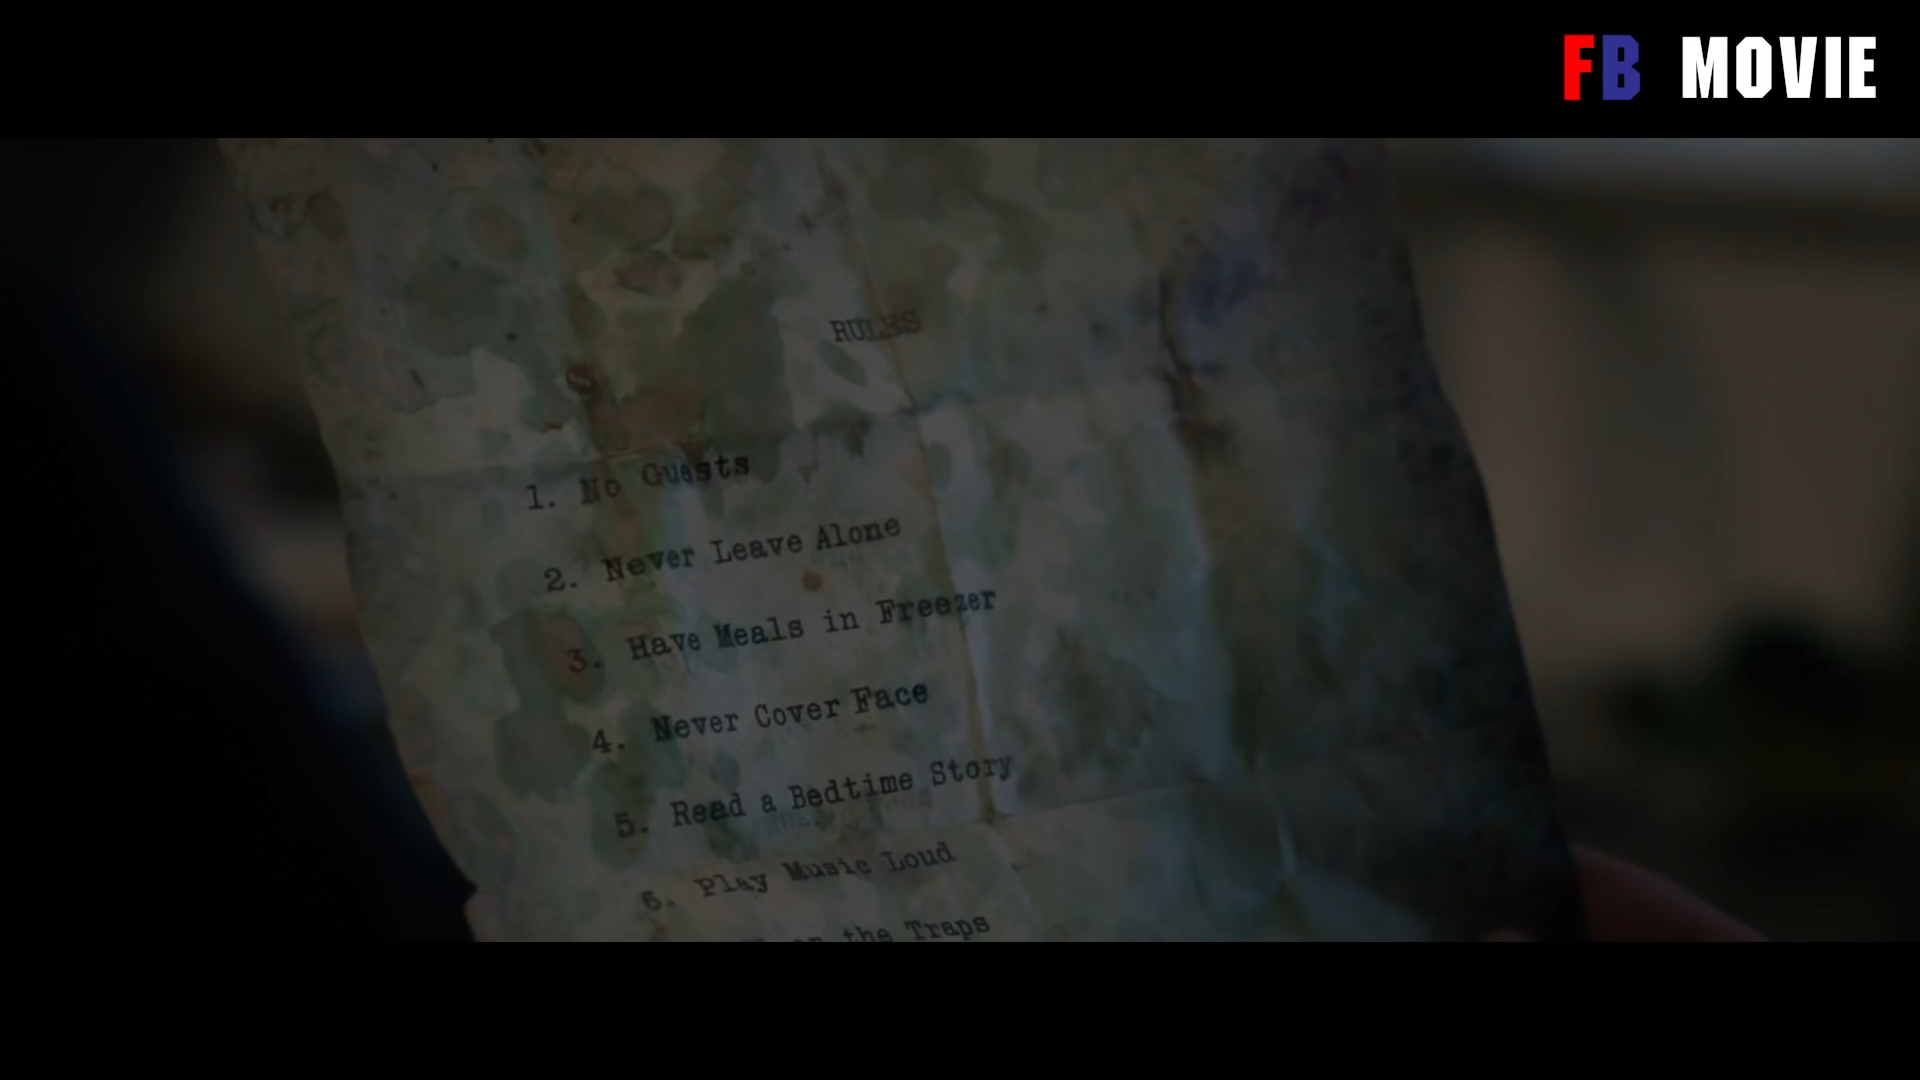 FB MOVIE
RULES
1. No Guests
2. Never Leave Alone
3. Have Meals in Freezer
4. Never Cover Face
5. Read a Bedtime Story
6. Play Music Loud
the Traps